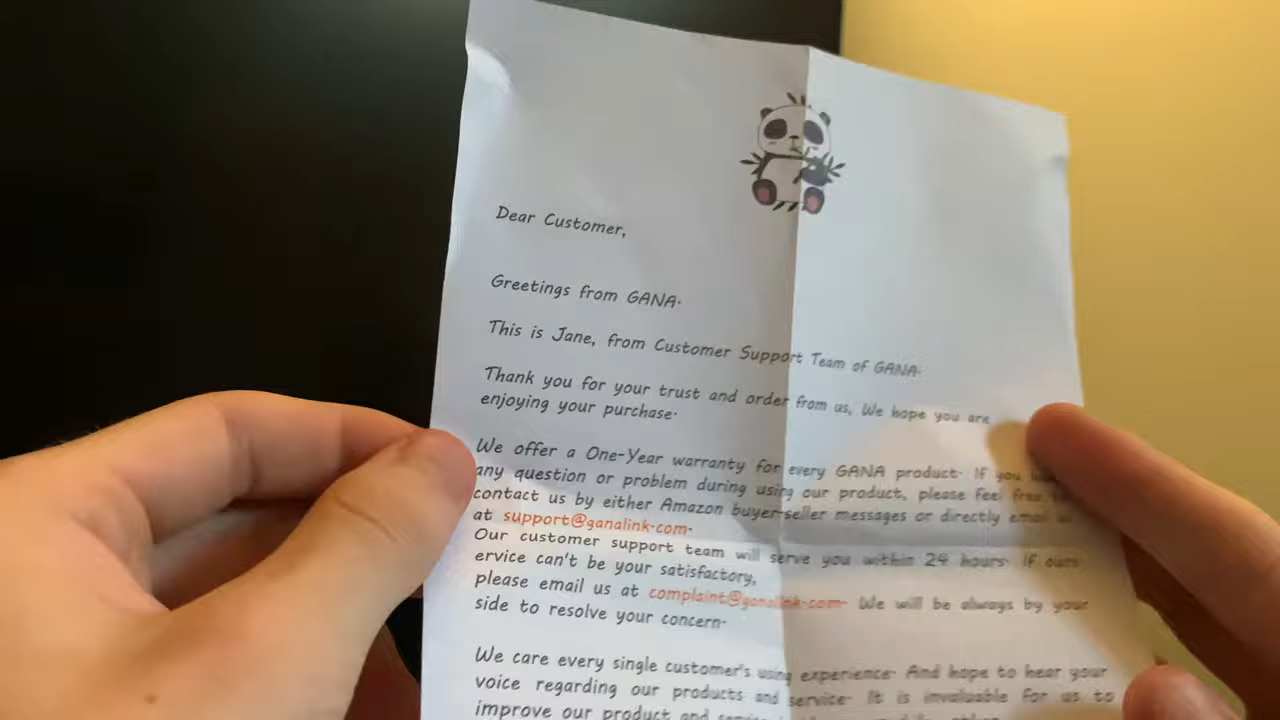 Dear Customer,
Greetings from GANA.
This is Jane, from Customer Support Team of GANA.
Thank you for your trust and order from us, We hope you are
enjoying your purchase.
We offer a One-Year warranty for every GANA product. If you
any question or problem during using our product, please feel free
contact us by either Amazon buyer-seller messages or directly email
at support@ganalink.com.
Our customer support team will serve you within 24 hours. If ours
ervice can't be your satisfactory,
please email us at complaint@ganalink.com. We will be always by your
side to resolve your concern.
We care every single customer's using experience. And hope to hear your
voice regarding our products and service. It is invaluable for us to
improve our product and